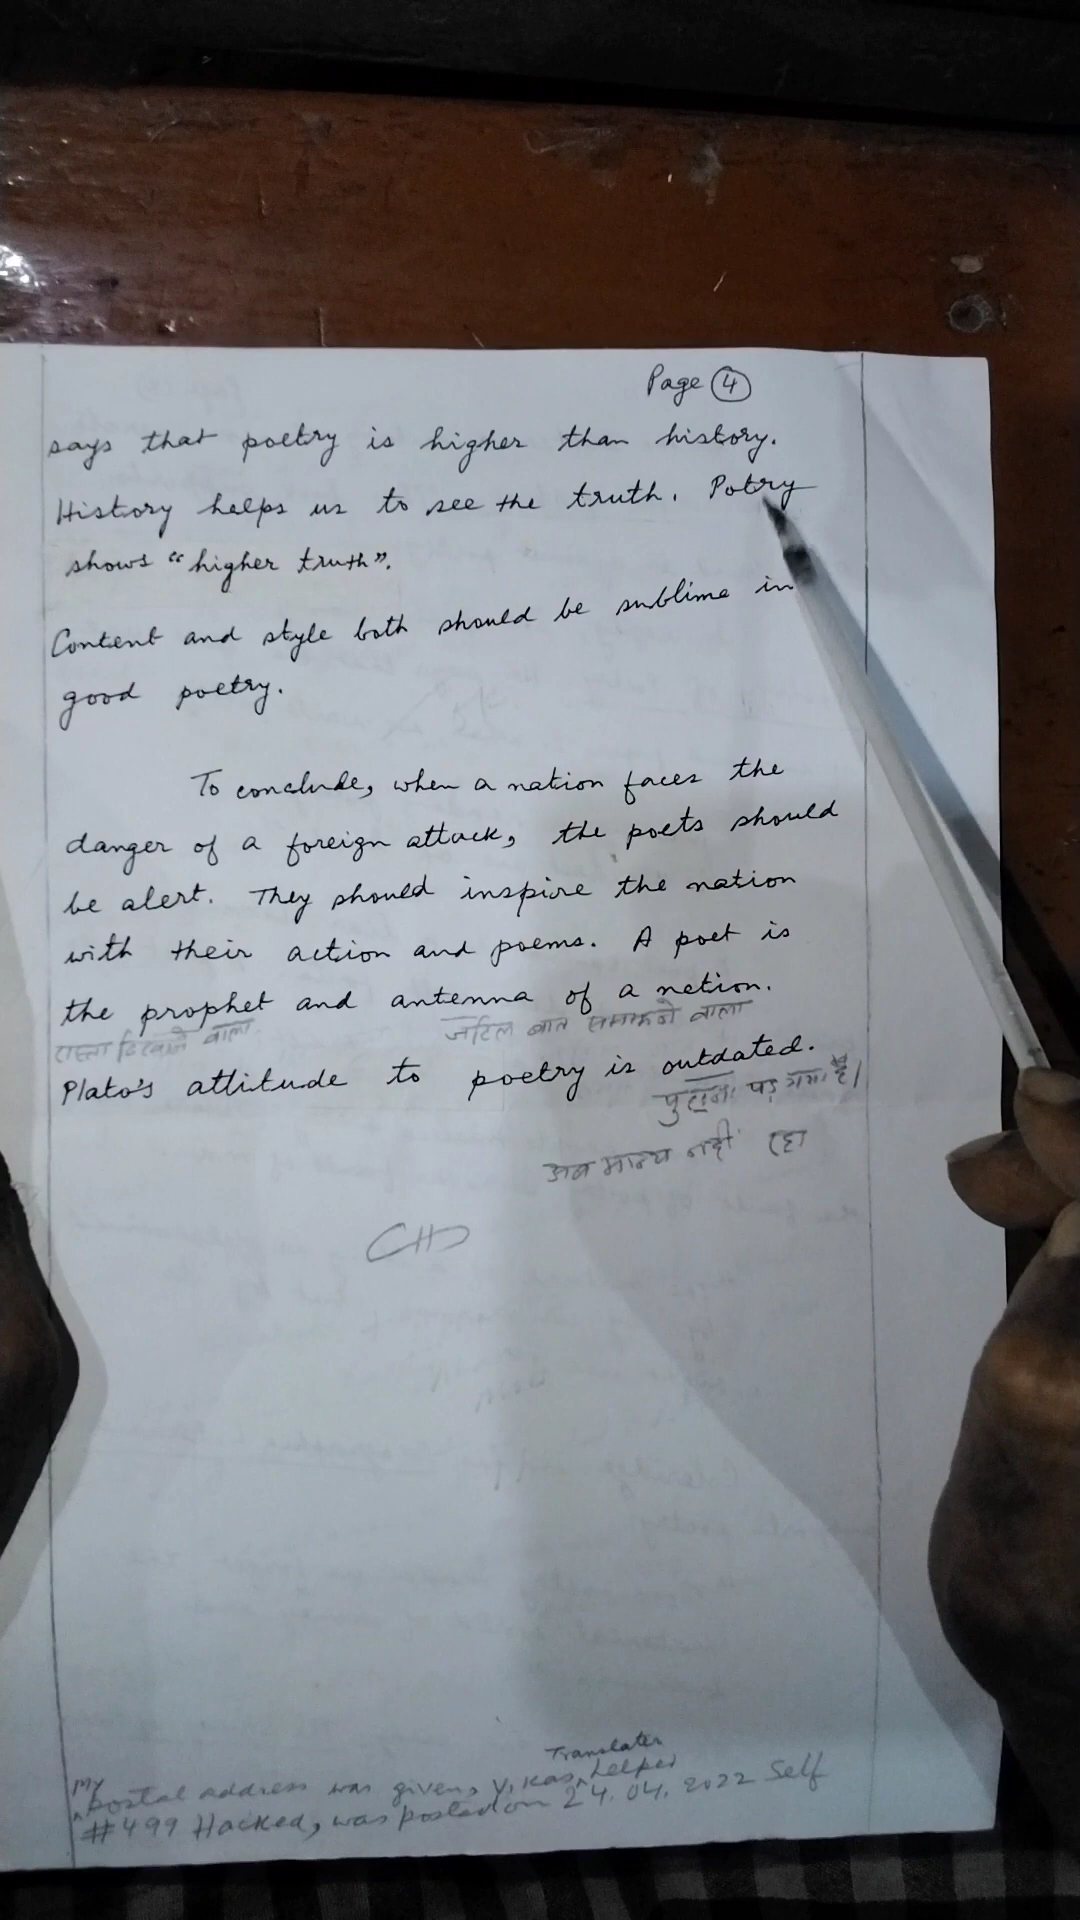 Page 4
says that poetry is higher than history.
History helps us to see the truth. Potry
shows "higher truth".
Content and style both should be sublime in
good poetry.
To conclude, when a nation faces the
danger of a foreign attack, the poets should
be alert. They should inspire the nation
with their action and poems. A poet is
the prophet and antenna of a nation.
रास्ता दिखाने वाला जटिल बात समझने वाला
Plato's attitude to poetry is outdated.
पुराना पड़ गया है।
अब मान्य नहीं रहा
Translater
My postal address was given, Vikas helper
#499 Hacked, was posted on 24.04.2022 Self